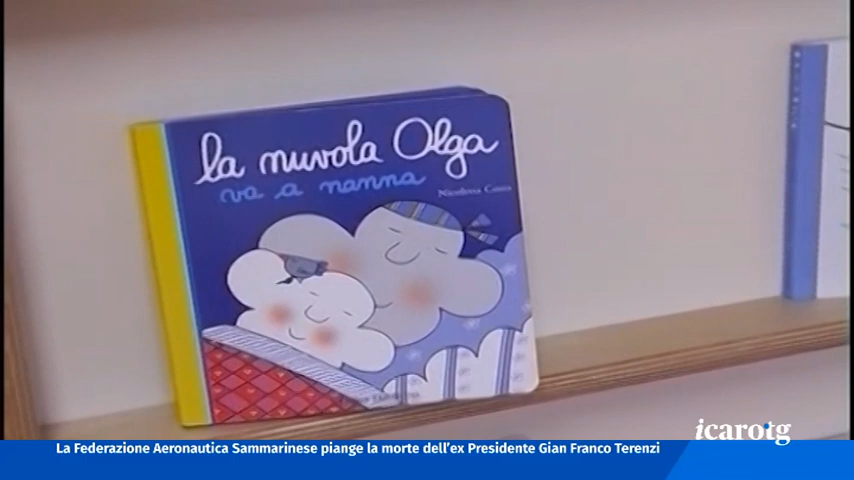 la nuvola Olga
va a nanna
Nicoletta Costa
La Federazione Aeronautica Sammarinese piange la morte dell'ex Presidente Gian Franco Terenzi
icarotg